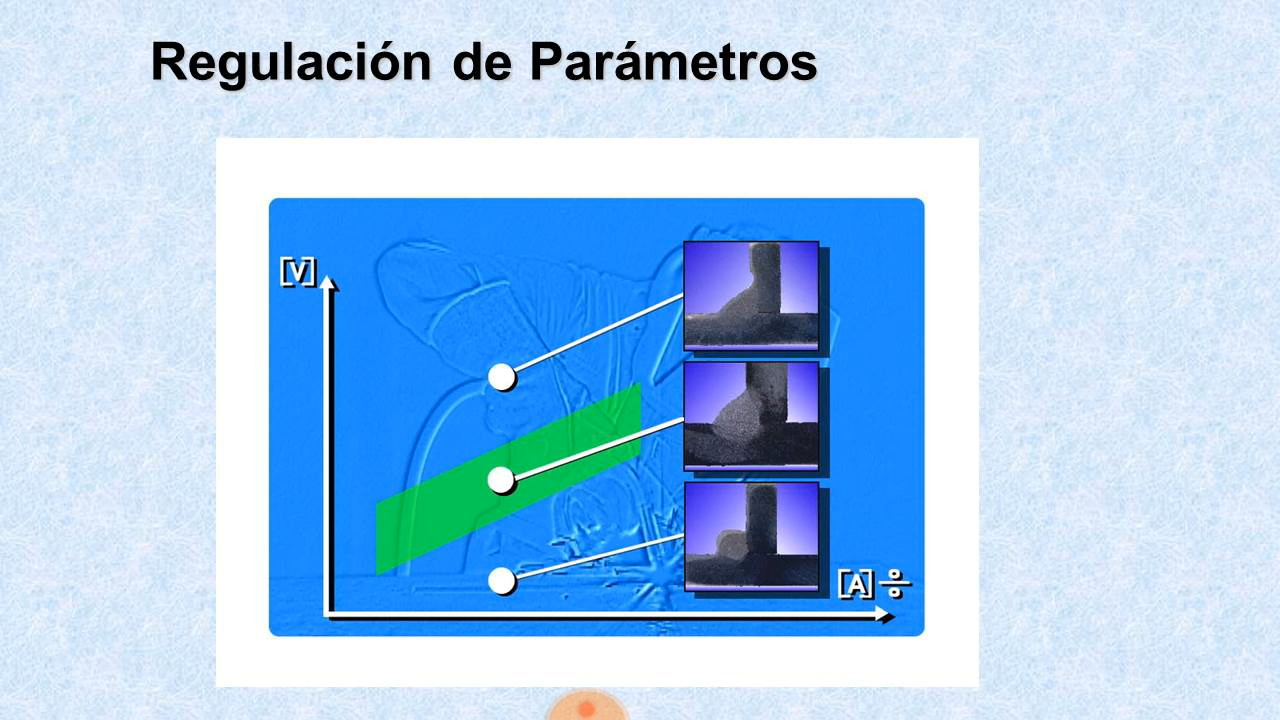 Regulación de Parámetros
[V]
[A] ÷